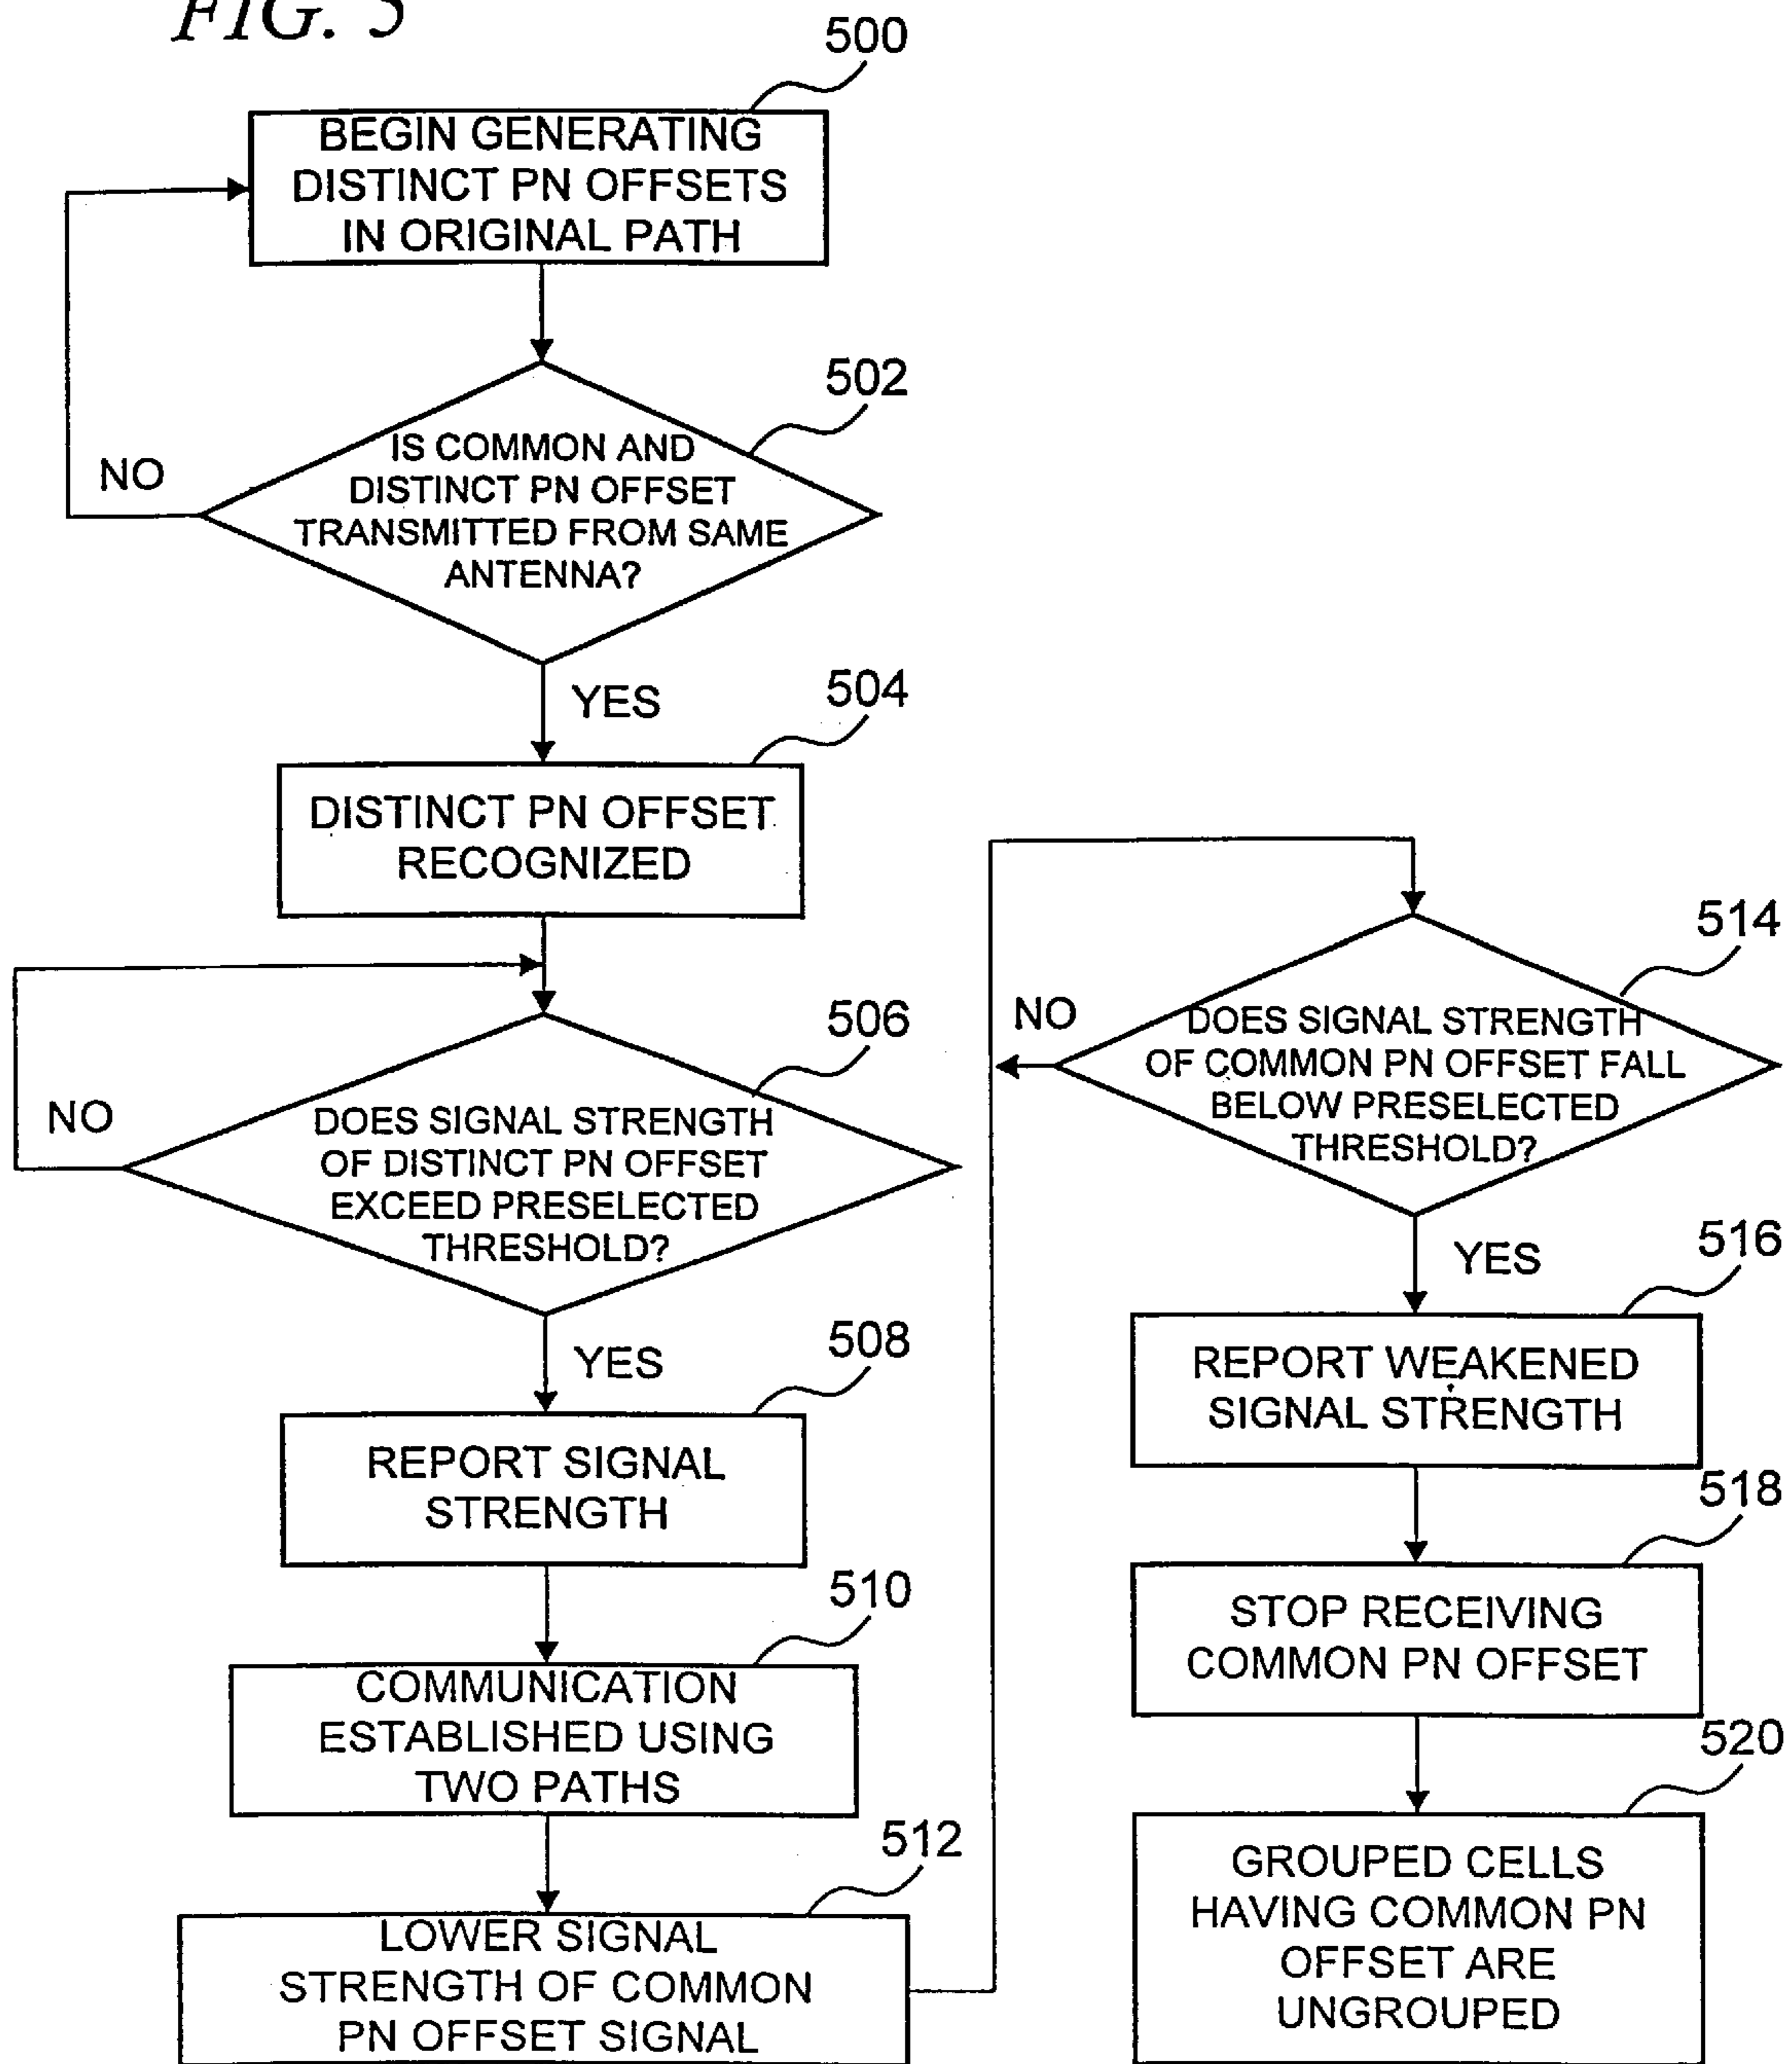 FIG. 5
500
BEGIN GENERATING
DISTINCT PN OFFSETS
IN ORIGINAL PATH
502
IS COMMON AND
DISTINCT PN OFFSET
TRANSMITTED FROM SAME
ANTENNA?
NO
YES
504
DISTINCT PN OFFSET
RECOGNIZED
506
DOES SIGNAL STRENGTH
OF DISTINCT PN OFFSET
EXCEED PRESELECTED
THRESHOLD?
NO
YES
508
REPORT SIGNAL
STRENGTH
510
COMMUNICATION
ESTABLISHED USING
TWO PATHS
512
LOWER SIGNAL
STRENGTH OF COMMON
PN OFFSET SIGNAL
514
DOES SIGNAL STRENGTH
OF COMMON PN OFFSET FALL
BELOW PRESELECTED
THRESHOLD?
NO
YES
516
REPORT WEAKENED
SIGNAL STRENGTH
518
STOP RECEIVING
COMMON PN OFFSET
520
GROUPED CELLS
HAVING COMMON PN
OFFSET ARE
UNGROUPED